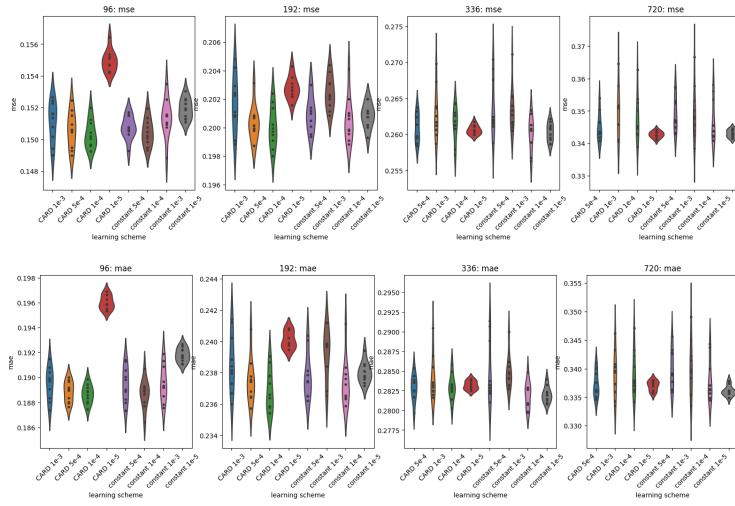 96: mse
0.156
0.154
0.152
0.150
0.148
mse
CARD 1e-3
CARD 5e-4
CARD 1e-4
CARD 1e-5
constant 5e-4
constant 1e-4
constant 1e-3
constant 1e-5
learning scheme
192: mse
0.206
0.204
0.202
0.200
0.198
0.196
mse
CARD 1e-3
CARD 5e-4
CARD 1e-4
CARD 1e-5
constant 5e-4
constant 1e-3
constant 1e-4
constant 1e-5
learning scheme
336: mse
0.275
0.270
0.265
0.260
0.255
mse
CARD 5e-4
CARD 1e-3
CARD 1e-4
CARD 1e-5
constant 5e-4
constant 1e-3
constant 1e-4
constant 1e-5
learning scheme
720: mse
0.37
0.36
0.35
0.34
0.33
mse
CARD 5e-4
CARD 1e-3
CARD 1e-4
CARD 1e-5
constant 5e-4
constant 1e-3
constant 1e-4
constant 1e-5
learning scheme
96: mae
0.198
0.196
0.194
0.192
0.190
0.188
0.186
mae
CARD 1e-3
CARD 5e-4
CARD 1e-4
CARD 1e-5
constant 5e-4
constant 1e-4
constant 1e-3
constant 1e-5
learning scheme
192: mae
0.244
0.242
0.240
0.238
0.236
0.234
mae
CARD 1e-3
CARD 5e-4
CARD 1e-4
CARD 1e-5
constant 5e-4
constant 1e-3
constant 1e-4
constant 1e-5
learning scheme
336: mae
0.2950
0.2925
0.2900
0.2875
0.2850
0.2825
0.2800
0.2775
mae
CARD 5e-4
CARD 1e-3
CARD 1e-4
CARD 1e-5
constant 5e-4
constant 1e-3
constant 1e-4
constant 1e-5
learning scheme
720: mae
0.355
0.350
0.345
0.340
0.335
0.330
mae
CARD 5e-4
CARD 1e-3
CARD 1e-4
CARD 1e-5
constant 5e-4
constant 1e-3
constant 1e-4
constant 1e-5
learning scheme